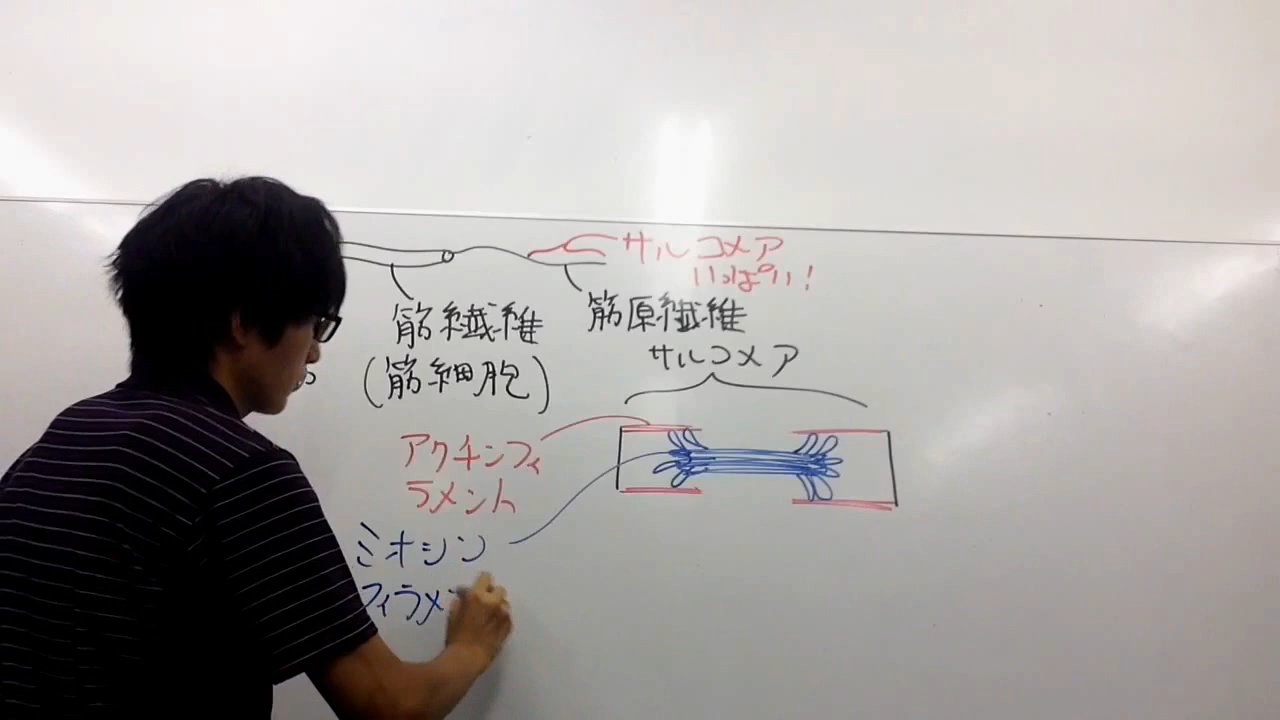 サルコメア
いっぱい!
筋繊維
(筋細胞)
筋原繊維
サルコメア
アクチンフィ
ラメント
ミオシン
フィラメ